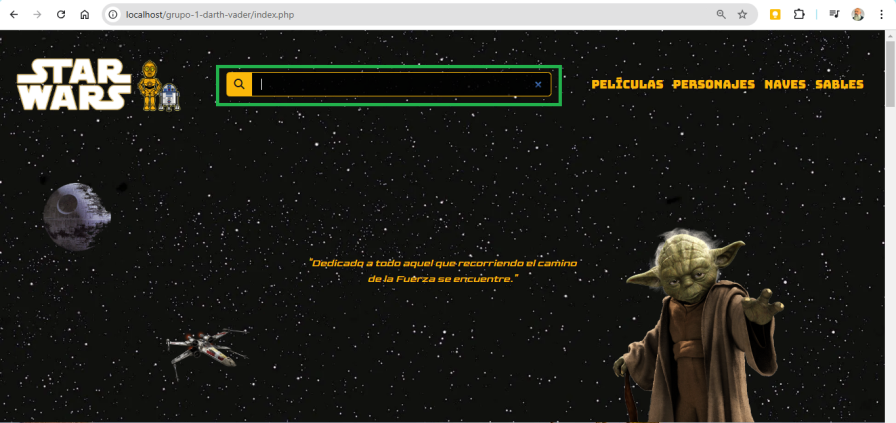 localhost/grupo-1-darth-vader/index.php
STAR
WARS
PELÍCULAS PERSONAJES NAVES SABLES
"Dedicado a todo aquel que recorriendo el camino
de la Fuerza se encuentre."